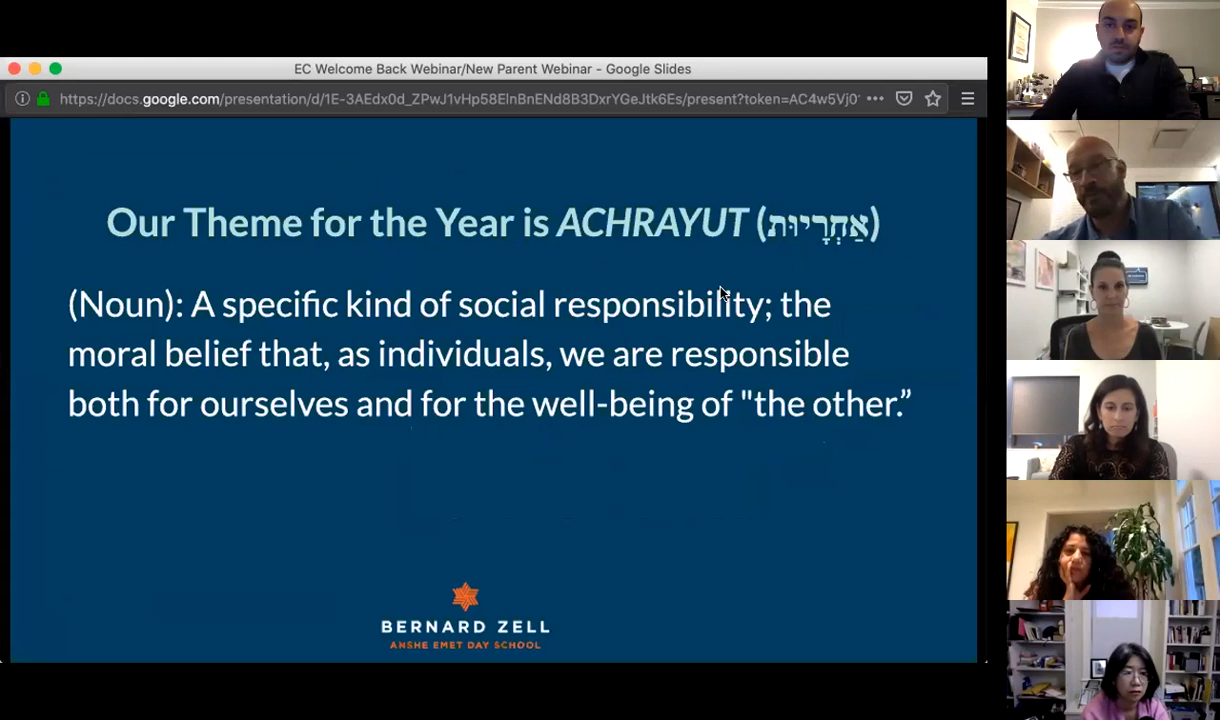 EC Welcome Back Webinar/New Parent Webinar - Google Slides
https://docs.google.com/presentation/d/1E-3AEdx0d_ZPwJ1vHp58ElnBnENd8B3DxrYGeJtk6Es/present?token=AC4w5Vj0
Our Theme for the Year is ACHRAYUT (אַחְרָיוּת)
(Noun): A specific kind of social responsibility; the
moral belief that, as individuals, we are responsible
both for ourselves and for the well-being of "the other.”
BERNARD ZELL
ANSHE EMET DAY SCHOOL